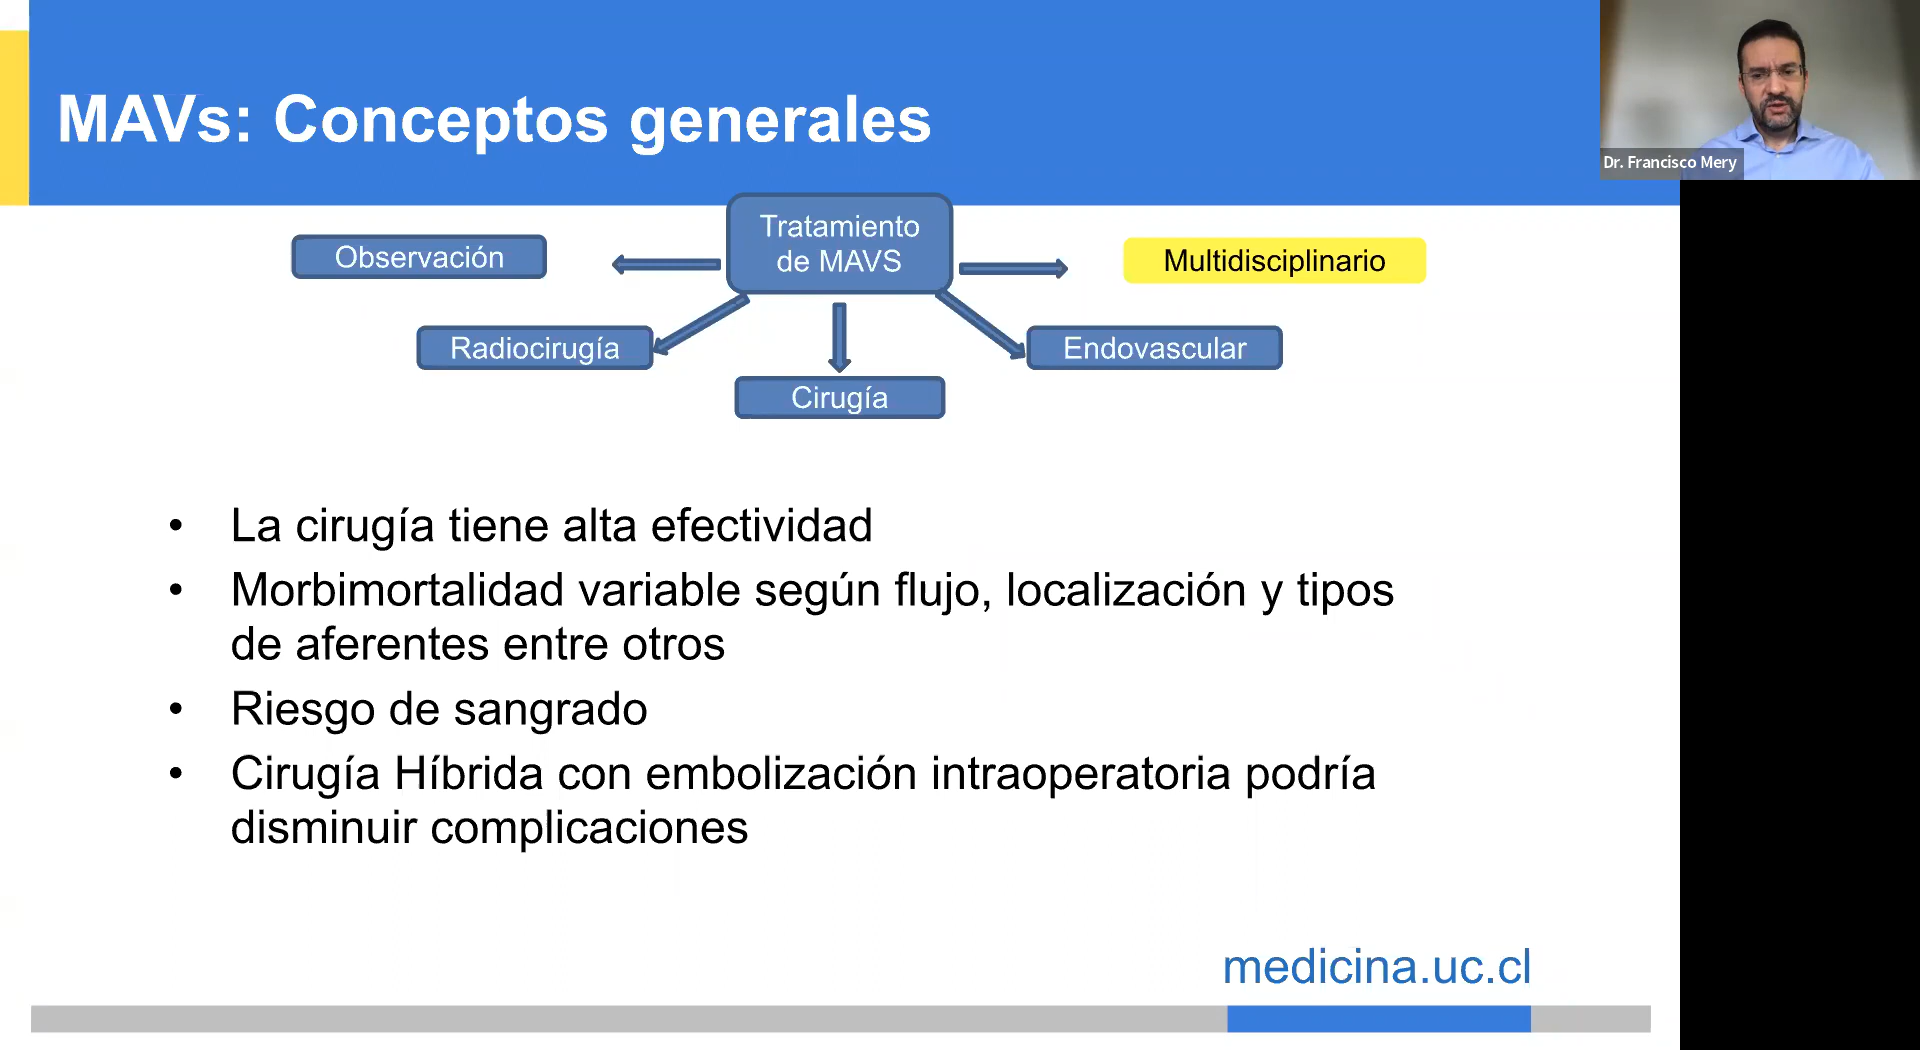 MAVs: Conceptos generales
Dr. Francisco Mery
Tratamiento
de MAVS
Observación
Multidisciplinario
Radiocirugía
Endovascular
Cirugía
• La cirugía tiene alta efectividad
• Morbimortalidad variable según flujo, localización y tipos
de aferentes entre otros
• Riesgo de sangrado
• Cirugía Híbrida con embolización intraoperatoria podría
disminuir complicaciones
medicina.uc.cl